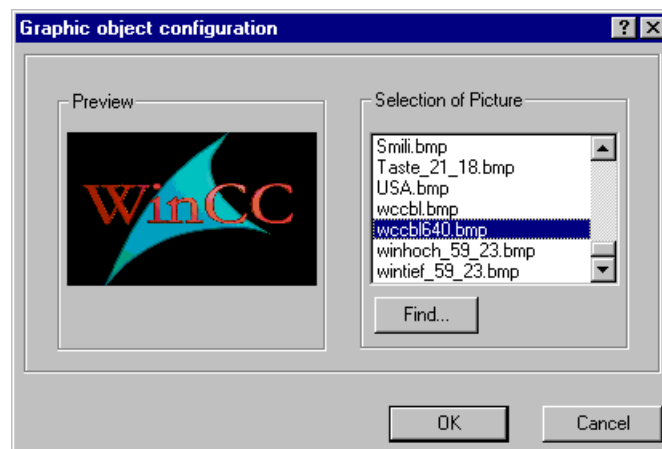 Graphic object configuration
Preview
WinCC
Selection of Picture
Smili.bmp
Taste_21_18.bmp
USA.bmp
wccbl.bmp
wccbl640.bmp
winhoch_59_23.bmp
wintief_59_23.bmp
Find...
OK
Cancel